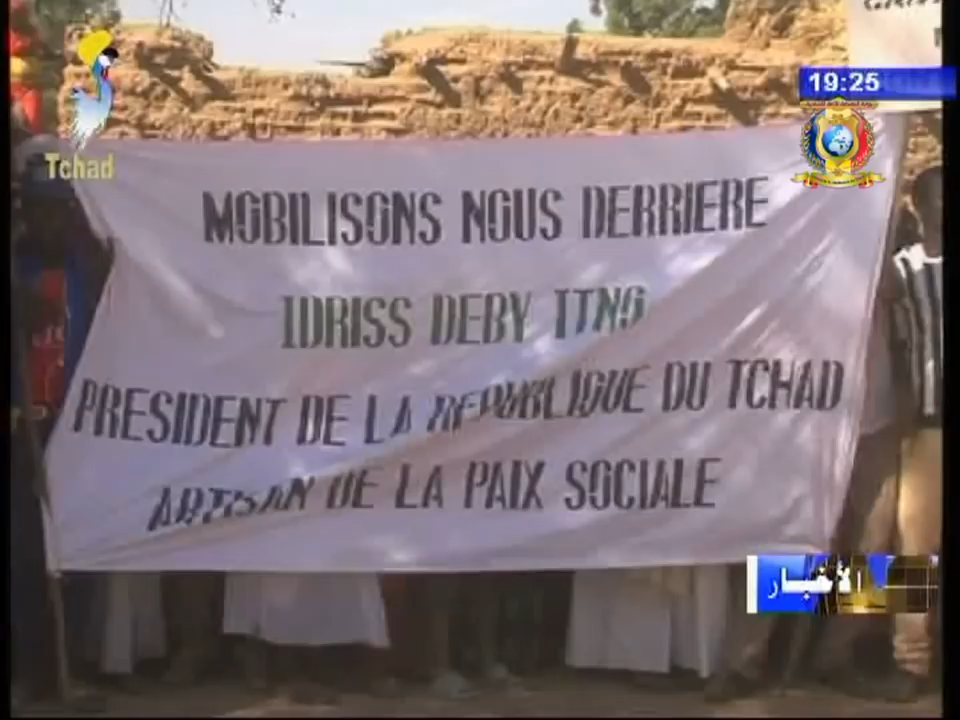 19:25
Tchad
MOBILISONS NOUS DERRIERE
IDRISS DEBY ITNO
PRESIDENT DE LA REPUBLIQUE DU TCHAD
ARTISAN DE LA PAIX SOCIALE
الأخبار